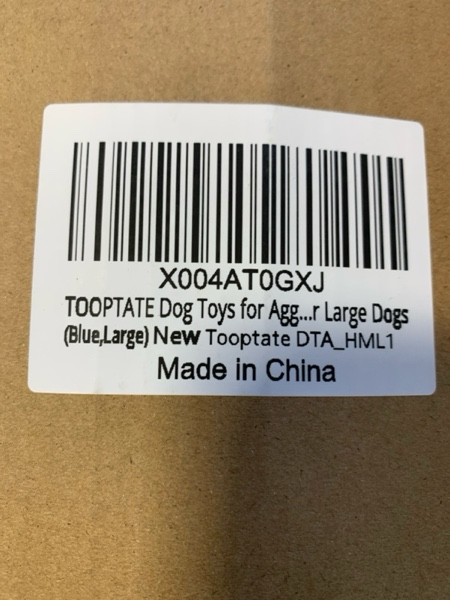 X004AT0GXJ
TOOPTATE Dog Toys for Agg...r Large Dogs
(Blue,Large) New Tooptate DTA_HML1
Made in China